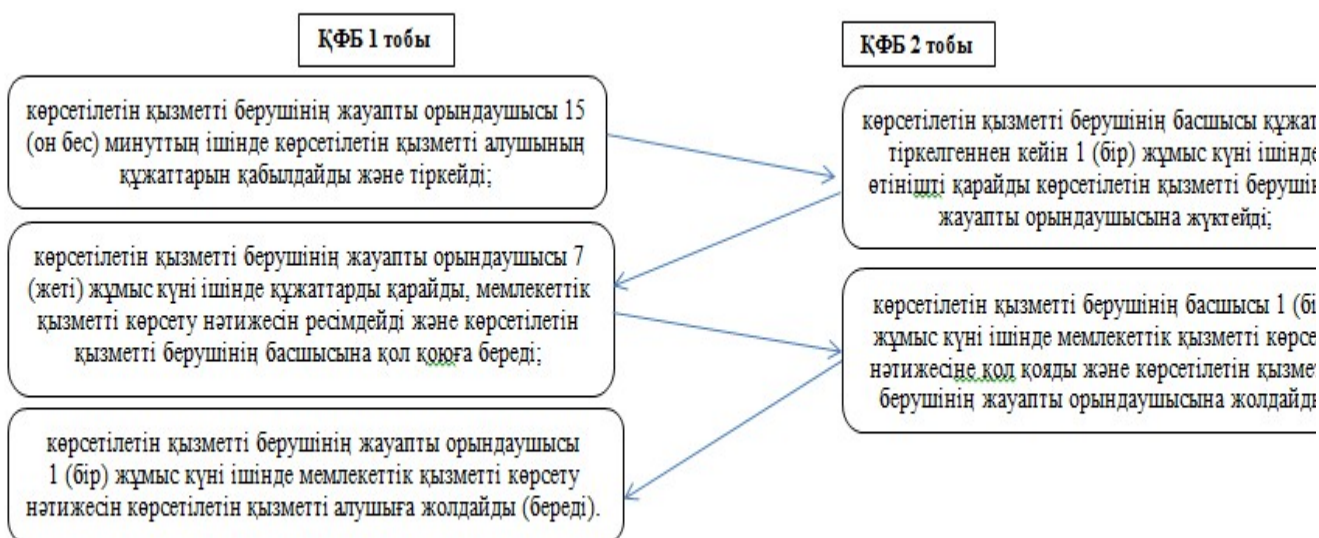 ҚФБ 1 тобы
көрсетілетін қызметті берушінің жауапты орындаушысы 15
(он бес) минуттың ішінде көрсетілетін қызметті алушының
құжаттарын қабылдайды және тіркейді;
көрсетілетін қызметті берушінің жауапты орындаушысы 7
(жеті) жұмыс күні ішінде құжаттарды қарайды, мемлекеттік
қызметті көрсету нәтижесін ресімдейді және көрсетілетін
қызметті берушінің басшысына қол қоюға береді;
көрсетілетін қызметті берушінің жауапты орындаушысы
1 (бір) жұмыс күні ішінде мемлекеттік қызметті көрсету
нәтижесін көрсетілетін қызметті алушыға жолдайды (береді).
ҚФБ 2 тобы
көрсетілетін қызметті берушінің басшысы
тіркелгеннен кейін 1 (бір) жұмыс күні ішінде
өтінішті қарайды көрсетілетін қызметті
жауапты орындаушысына жүктейді;
көрсетілетін қызметті берушінің басшысы 1
жұмыс күні ішінде мемлекеттік қызметті
нәтижесіне қол қояды және көрсетілетін
берушінің жауапты орындаушысына